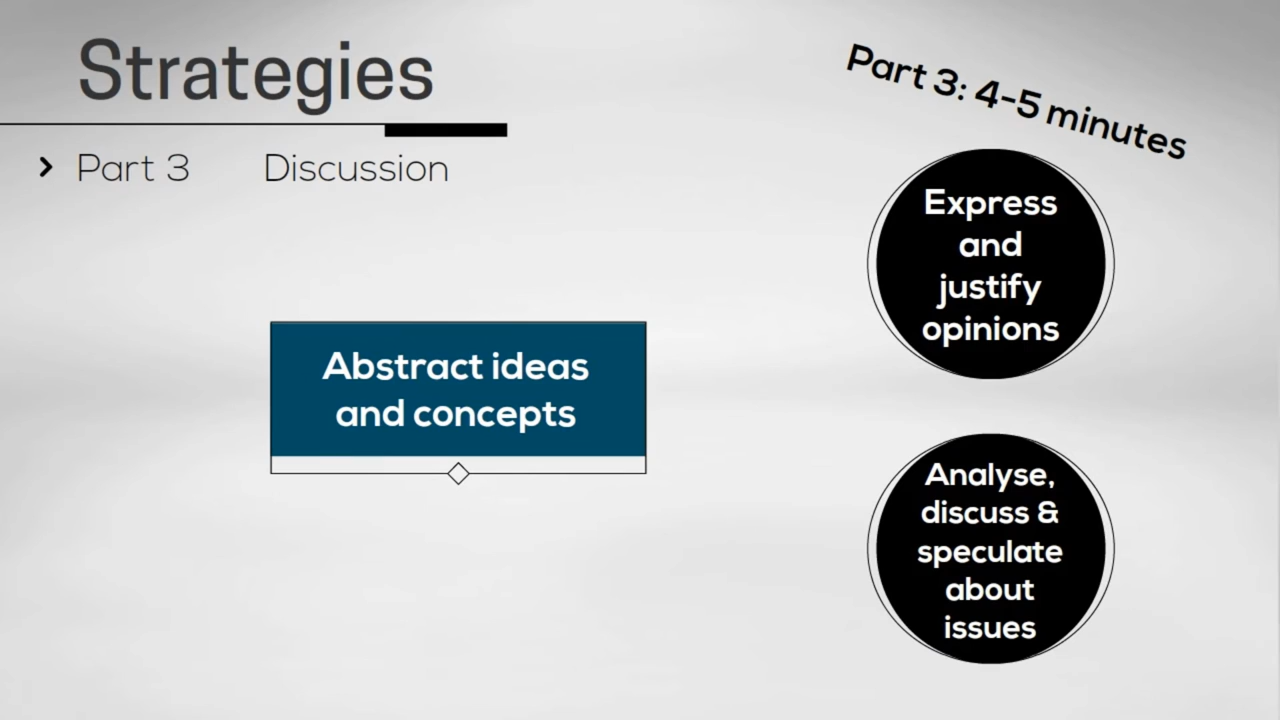 Strategies
Part 3: 4-5 minutes
Part 3 Discussion
Express
and
justify
opinions
Abstract ideas
and concepts
Analyse,
discuss &
speculate
about
issues